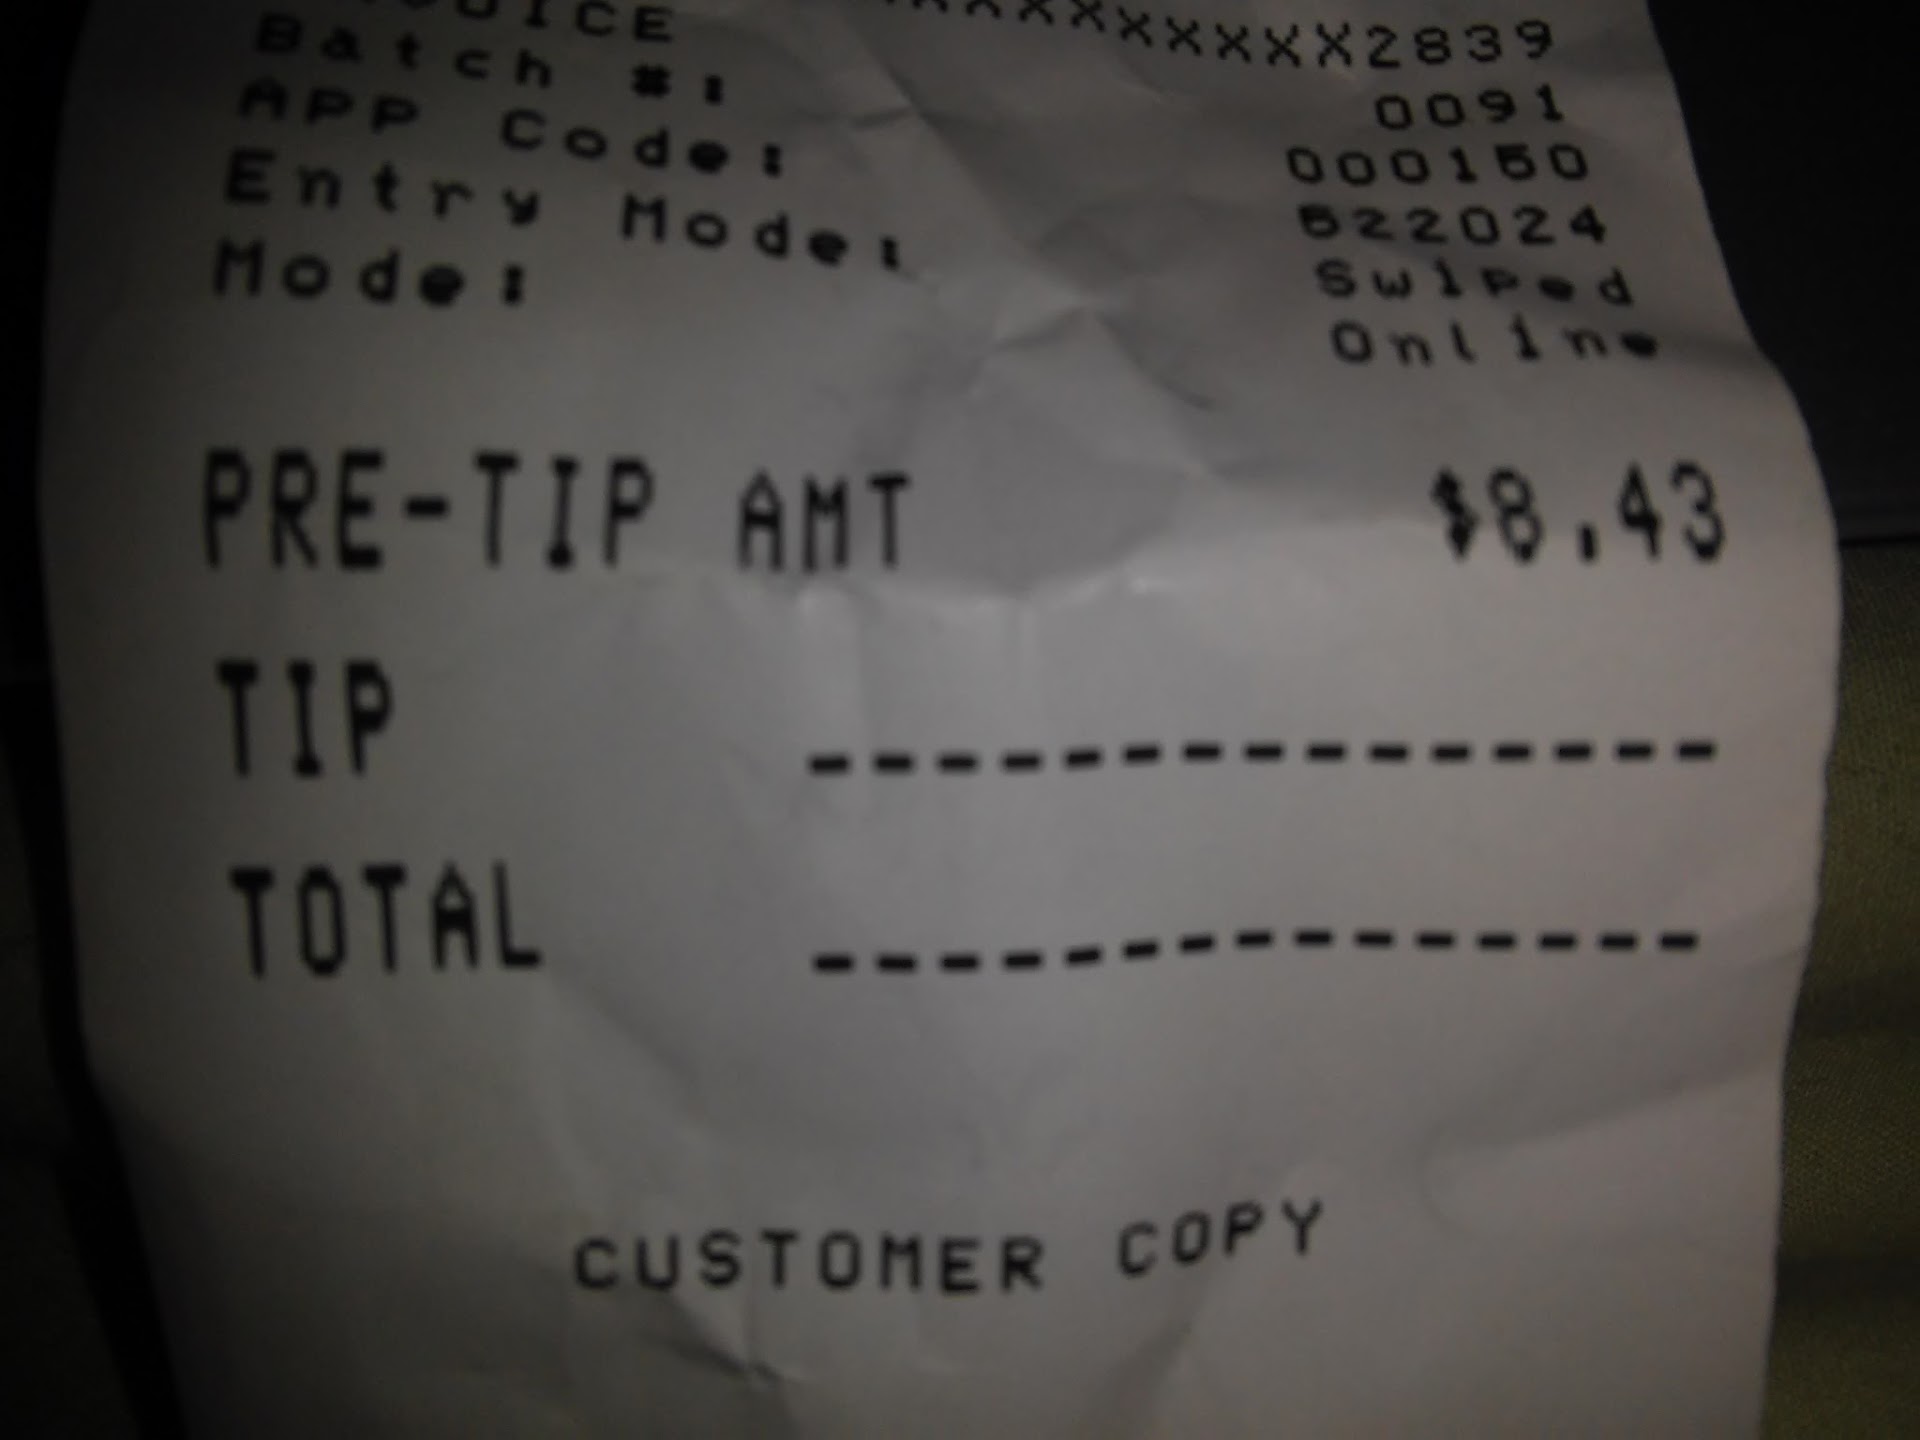 XXXXXXXXX2839
INVOICE 0091
Batch #: 000150
App Code: 522024
Entry Mode: Swiped
Mode: Online
PRE-TIP AMT $8.43
TIP --------------
TOTAL --------------
CUSTOMER COPY